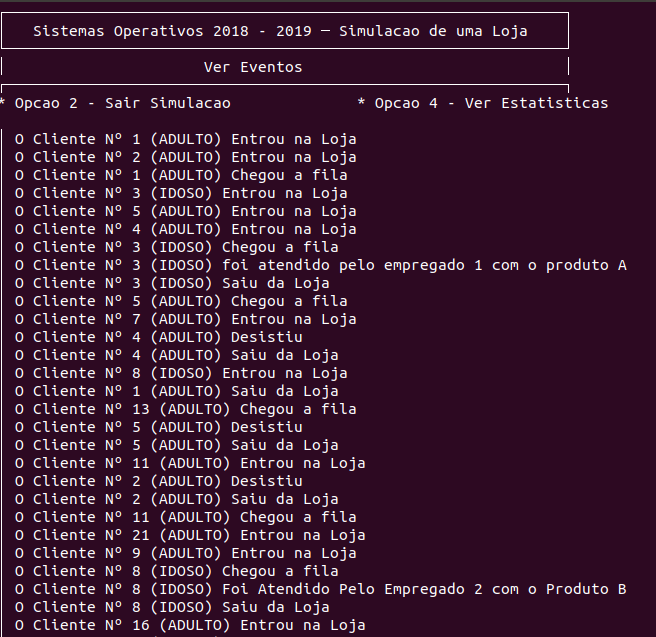 Sistemas Operativos 2018 - 2019 — Simulacao de uma Loja
Ver Eventos
* Opcao 2 - Sair Simulacao * Opcao 4 - Ver Estatisticas
O Cliente Nº 1 (ADULTO) Entrou na Loja
O Cliente Nº 2 (ADULTO) Entrou na Loja
O Cliente Nº 1 (ADULTO) Chegou a fila
O Cliente Nº 3 (IDOSO) Entrou na Loja
O Cliente Nº 5 (ADULTO) Entrou na Loja
O Cliente Nº 4 (ADULTO) Entrou na Loja
O Cliente Nº 3 (IDOSO) Chegou a fila
O Cliente Nº 3 (IDOSO) foi atendido pelo empregado 1 com o produto A
O Cliente Nº 3 (IDOSO) Saiu da Loja
O Cliente Nº 5 (ADULTO) Chegou a fila
O Cliente Nº 7 (ADULTO) Entrou na Loja
O Cliente Nº 4 (ADULTO) Desistiu
O Cliente Nº 4 (ADULTO) Saiu da Loja
O Cliente Nº 8 (IDOSO) Entrou na Loja
O Cliente Nº 1 (ADULTO) Saiu da Loja
O Cliente Nº 13 (ADULTO) Chegou a fila
O Cliente Nº 5 (ADULTO) Desistiu
O Cliente Nº 5 (ADULTO) Saiu da Loja
O Cliente Nº 11 (ADULTO) Entrou na Loja
O Cliente Nº 2 (ADULTO) Desistiu
O Cliente Nº 2 (ADULTO) Saiu da Loja
O Cliente Nº 11 (ADULTO) Chegou a fila
O Cliente Nº 21 (ADULTO) Entrou na Loja
O Cliente Nº 9 (ADULTO) Entrou na Loja
O Cliente Nº 8 (IDOSO) Chegou a fila
O Cliente Nº 8 (IDOSO) Foi Atendido Pelo Empregado 2 com o Produto B
O Cliente Nº 8 (IDOSO) Saiu da Loja
O Cliente Nº 16 (ADULTO) Entrou na Loja